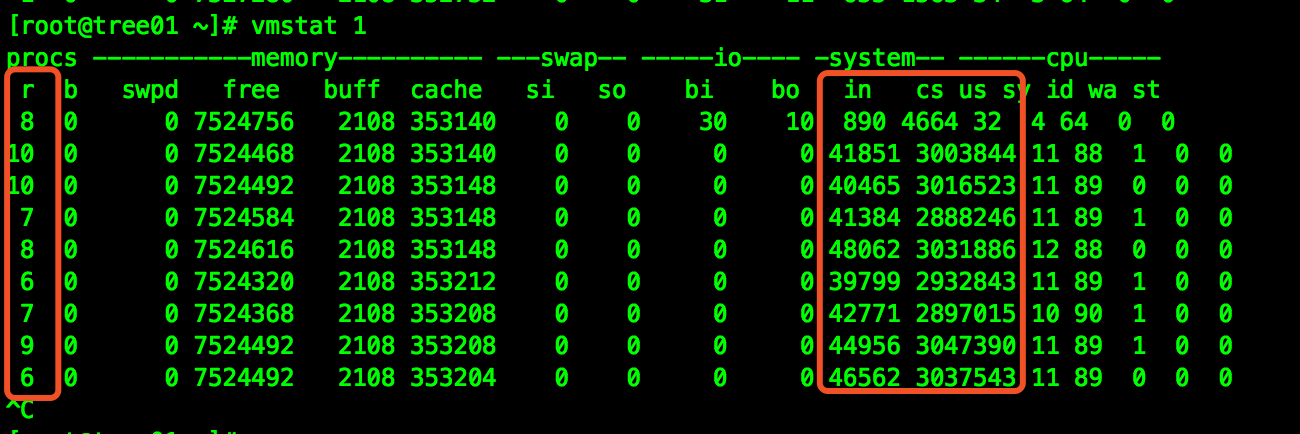 [root@tree01 ~]# vmstat 1
procs -----------memory---------- ---swap-- -----io---- -system-- ------cpu-----
 r  b   swpd   free   buff  cache   si   so    bi    bo   in   cs us sy id wa st
 8  0      0 7524756   2108 353140    0    0    30    10  890 4664 32  4 64  0  0
10  0      0 7524468   2108 353140    0    0     0     0 41851 3003844 11 88  1  0  0
10  0      0 7524492   2108 353148    0    0     0     0 40465 3016523 11 89  0  0  0
 7  0      0 7524584   2108 353148    0    0     0     0 41384 2888246 11 89  1  0  0
 8  0      0 7524616   2108 353148    0    0     0     0 48062 3031886 12 88  0  0  0
 6  0      0 7524320   2108 353212    0    0     0     0 39799 2932843 11 89  1  0  0
 7  0      0 7524368   2108 353208    0    0     0     0 42771 2897015 10 90  1  0  0
 9  0      0 7524492   2108 353208    0    0     0     0 44956 3047390 11 89  1  0  0
 6  0      0 7524492   2108 353204    0    0     0     0 46562 3037543 11 89  0  0  0
^C